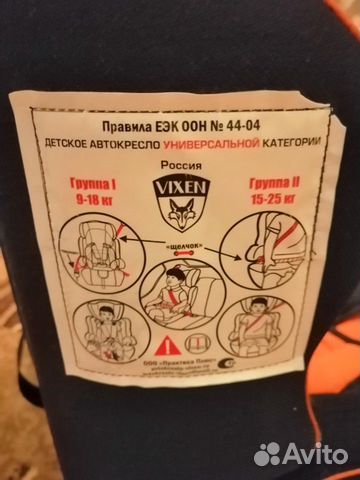 Правила ЕЭК ООН № 44-04
ДЕТСКОЕ АВТОКРЕСЛО УНИВЕРСАЛЬНОЙ КАТЕГОРИИ
Россия
Группа I
9-18 кг
VIXEN
Группа II
15-25 кг
«щелчок»
ООО «Практика Плюс»
Avito